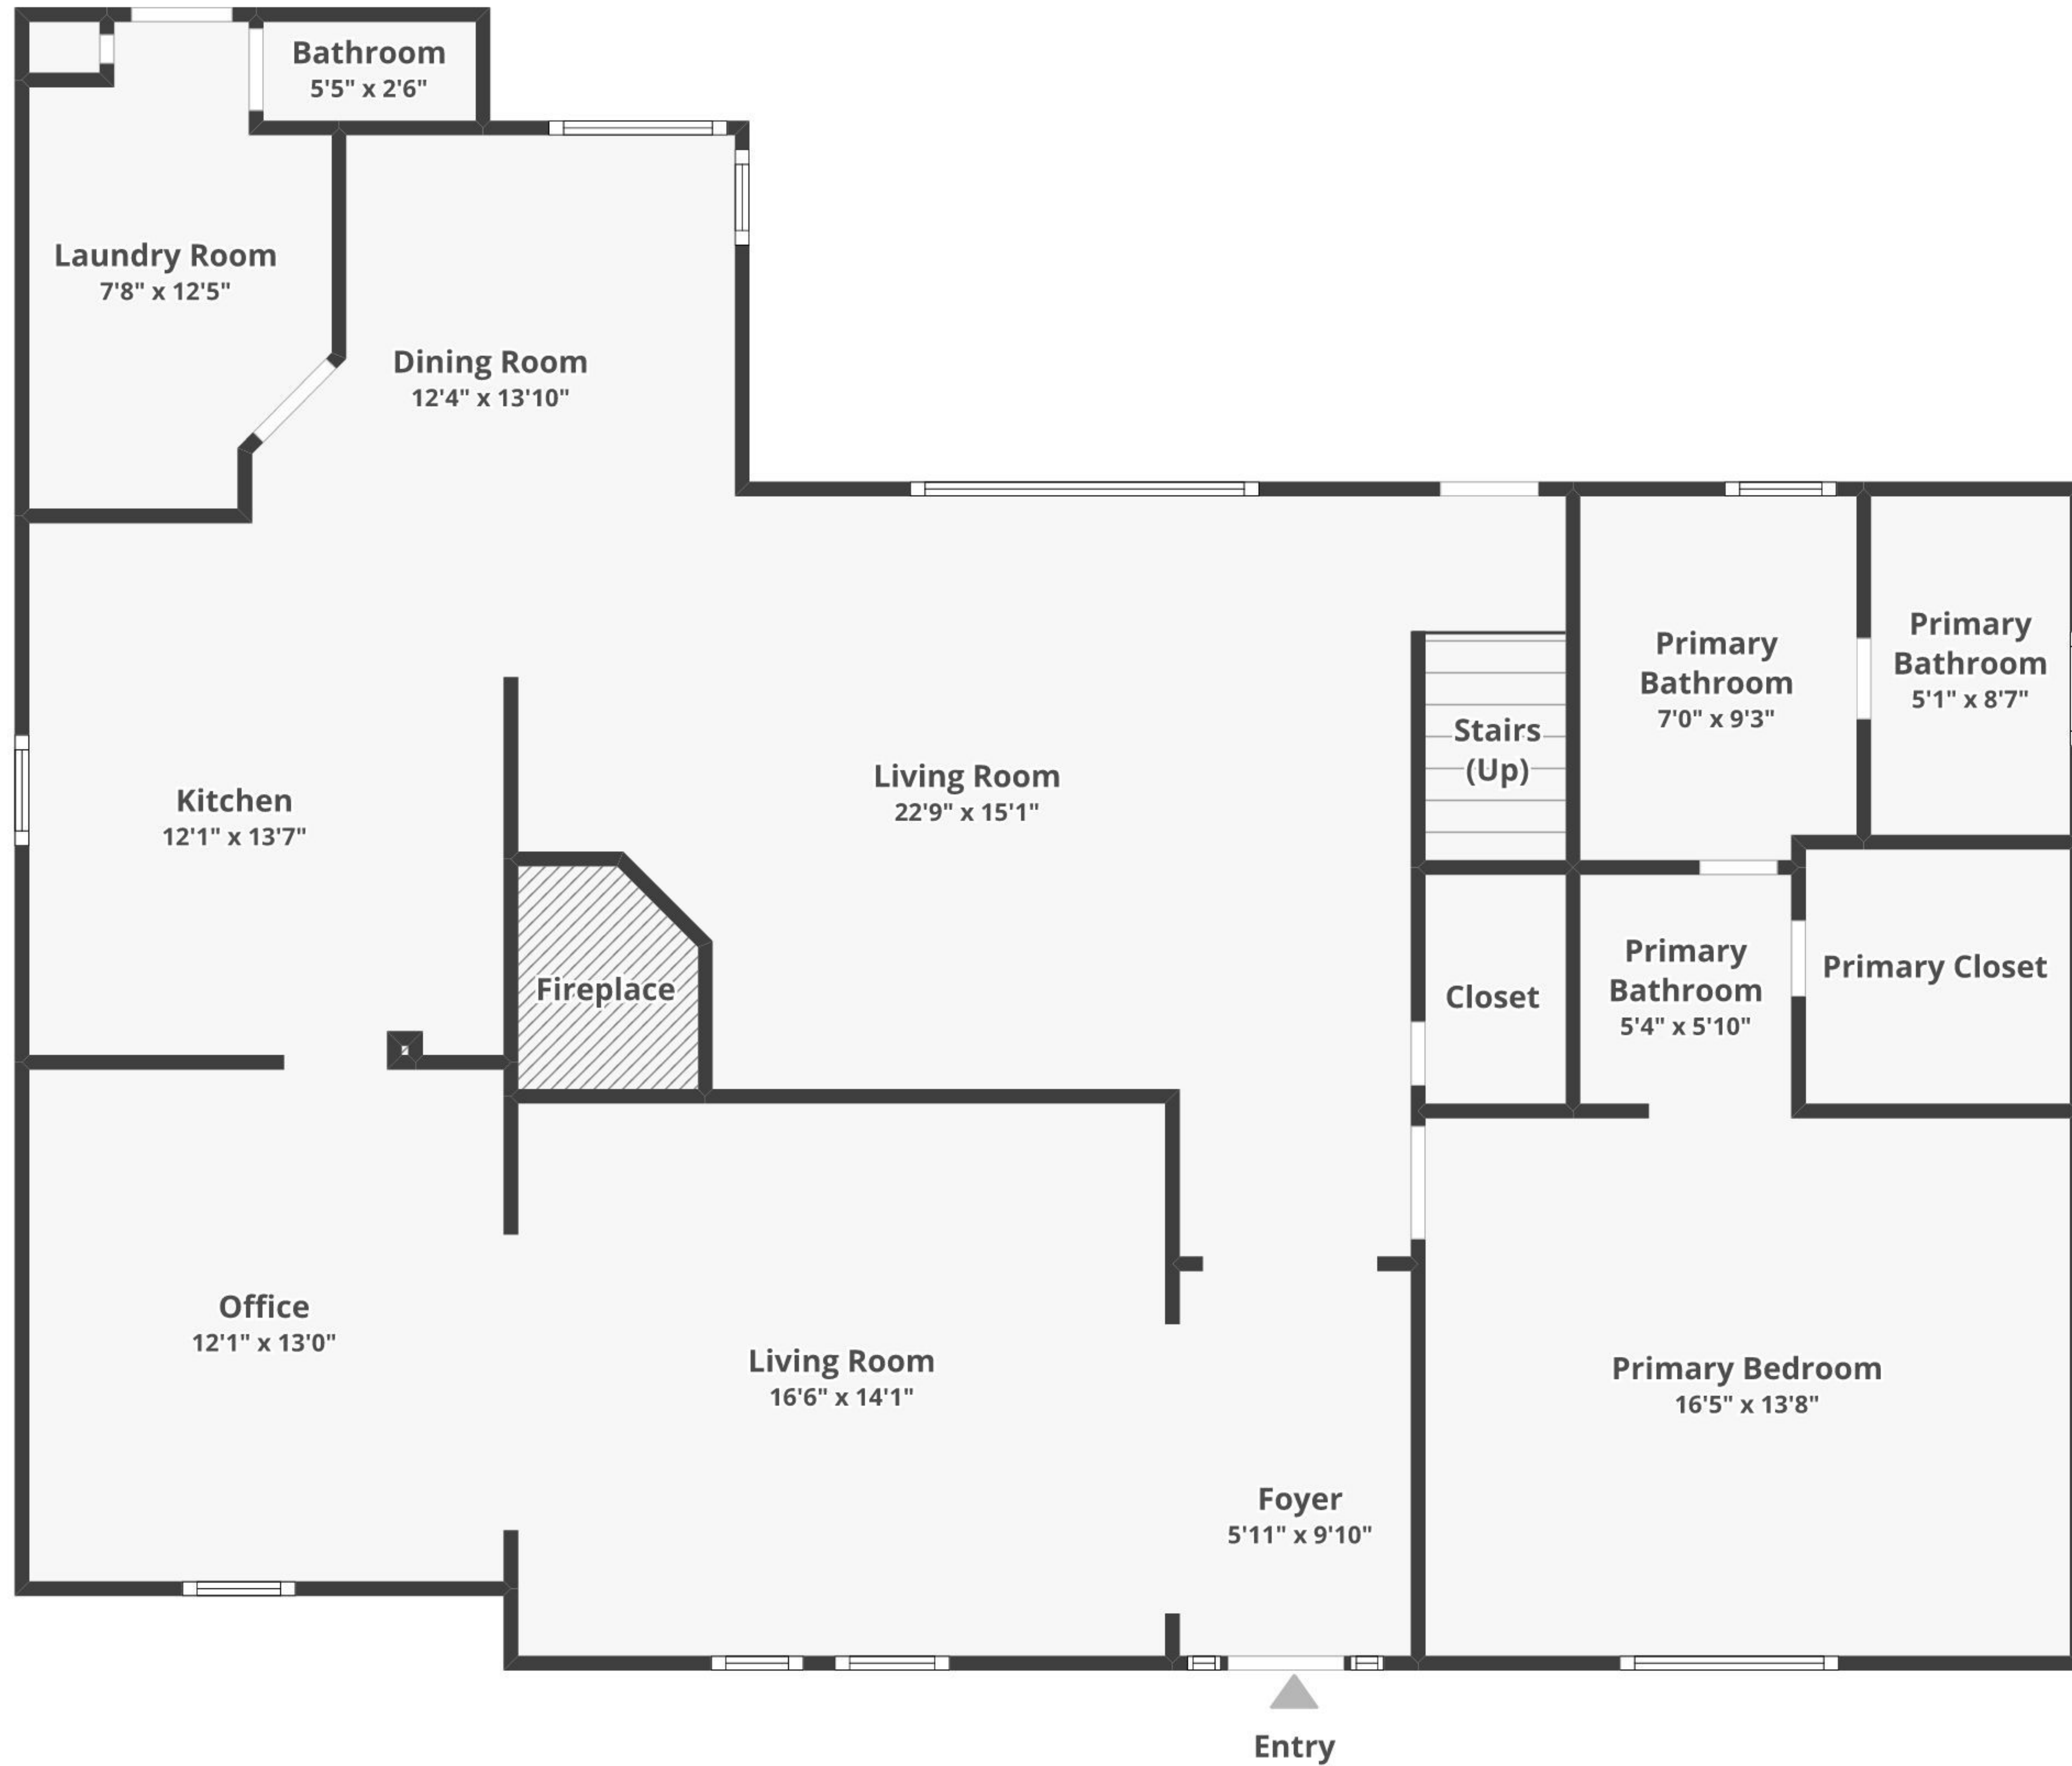 Bathroom
5'5" x 2'6"
Laundry Room
7'8" x 12'5"
Dining Room
12'4" x 13'10"
Primary
Bathroom
7'0" x 9'3"
Primary
Bathroom
5'1" x 8'7"
Stairs
(Up)
Living Room
22'9" x 15'1"
Kitchen
12'1" x 13'7"
Fireplace
Closet
Primary
Bathroom
5'4" x 5'10"
Primary Closet
Office
12'1" x 13'0"
Living Room
16'6" x 14'1"
Primary Bedroom
16'5" x 13'8"
Foyer
5'11" x 9'10"
Entry